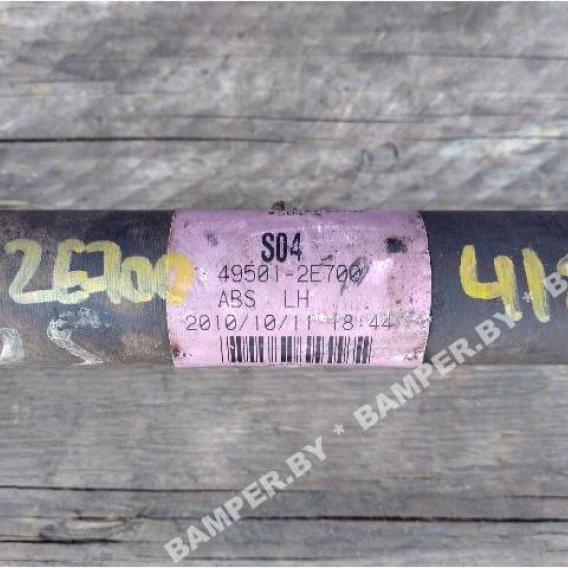 S04
2E700
49501-2E700
ABS LH
2010/10/11 18:44
BAMPER.BY * BAMPER.BY